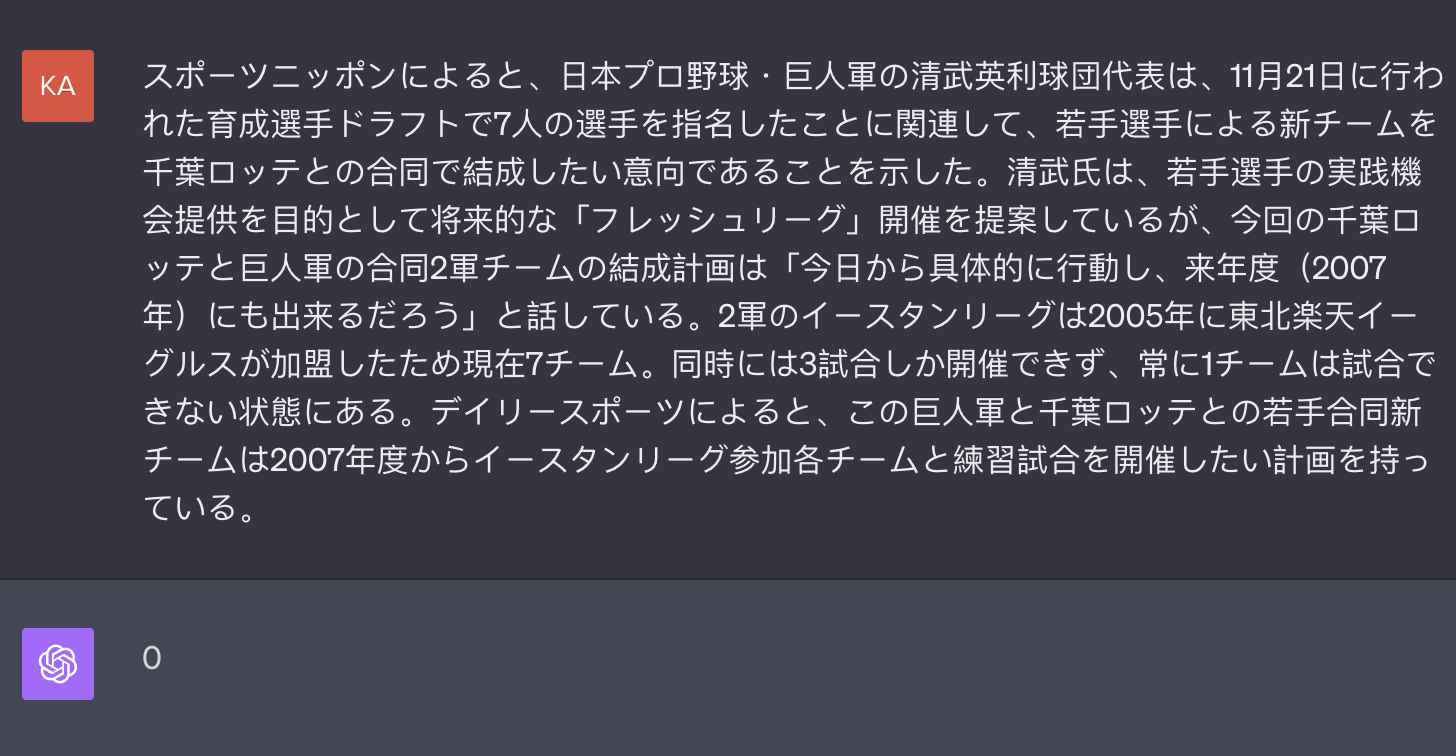 KA
スポーツニッポンによると、日本プロ野球・巨人軍の清武英利球団代表は、11月21日に行わ
れた育成選手ドラフトで7人の選手を指名したことに関連して、若手選手による新チームを
千葉ロッテとの合同で結成したい意向であることを示した。清武氏は、若手選手の実践機
会提供を目的として将来的な「フレッシュリーグ」開催を提案しているが、今回の千葉ロ
ッテと巨人軍の合同2軍チームの結成計画は「今日から具体的に行動し、来年度（2007
年）にも出来るだろう」と話している。2軍のイースタンリーグは2005年に東北楽天イー
グルスが加盟したため現在7チーム。同時には3試合しか開催できず、常に1チームは試合で
きない状態にある。デイリースポーツによると、この巨人軍と千葉ロッテとの若手合同新
チームは2007年度からイースタンリーグ参加各チームと練習試合を開催したい計画を持っ
ている。
0